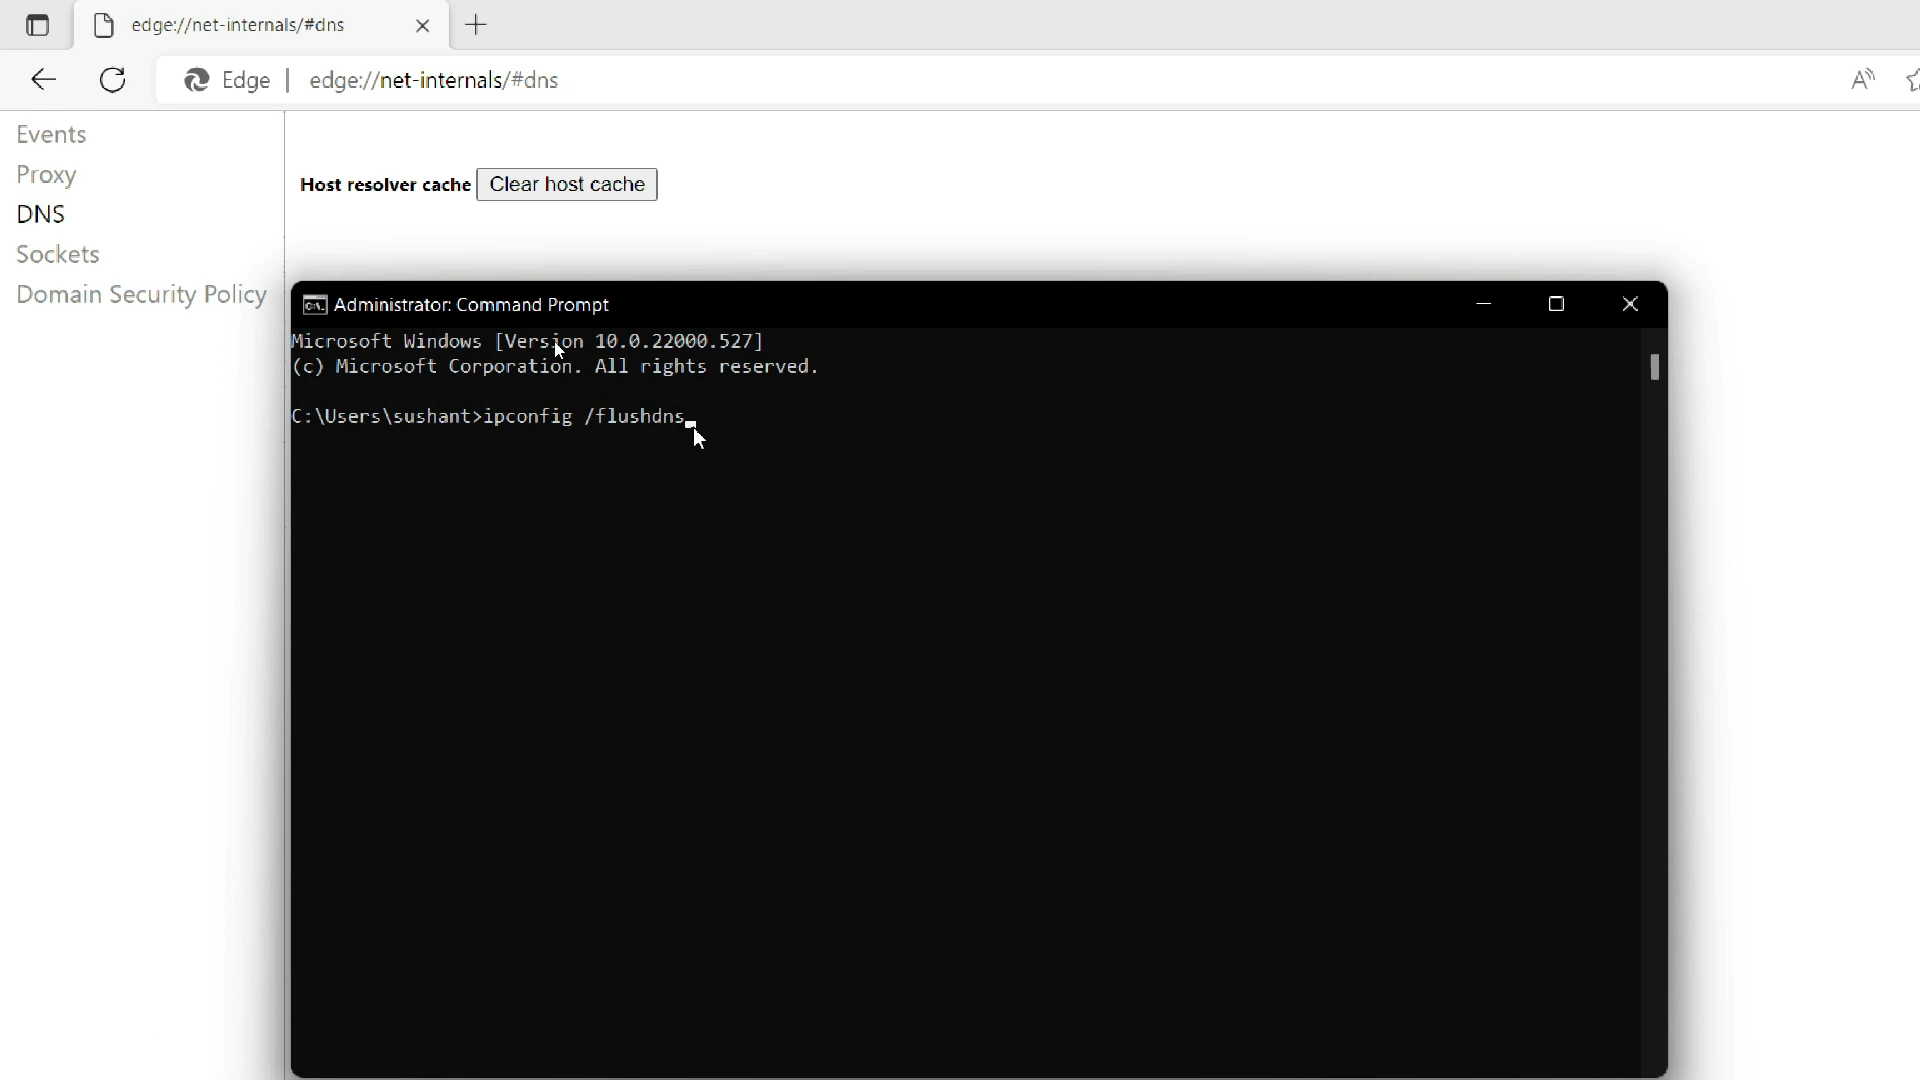 edge://net-internals/#dns
Edge | edge://net-internals/#dns
Events
Proxy
DNS
Sockets
Domain Security Policy
Host resolver cache Clear host cache
Administrator: Command Prompt
Microsoft Windows [Version 10.0.22000.527]
(c) Microsoft Corporation. All rights reserved.
C:\Users\sushant>ipconfig /flushdns